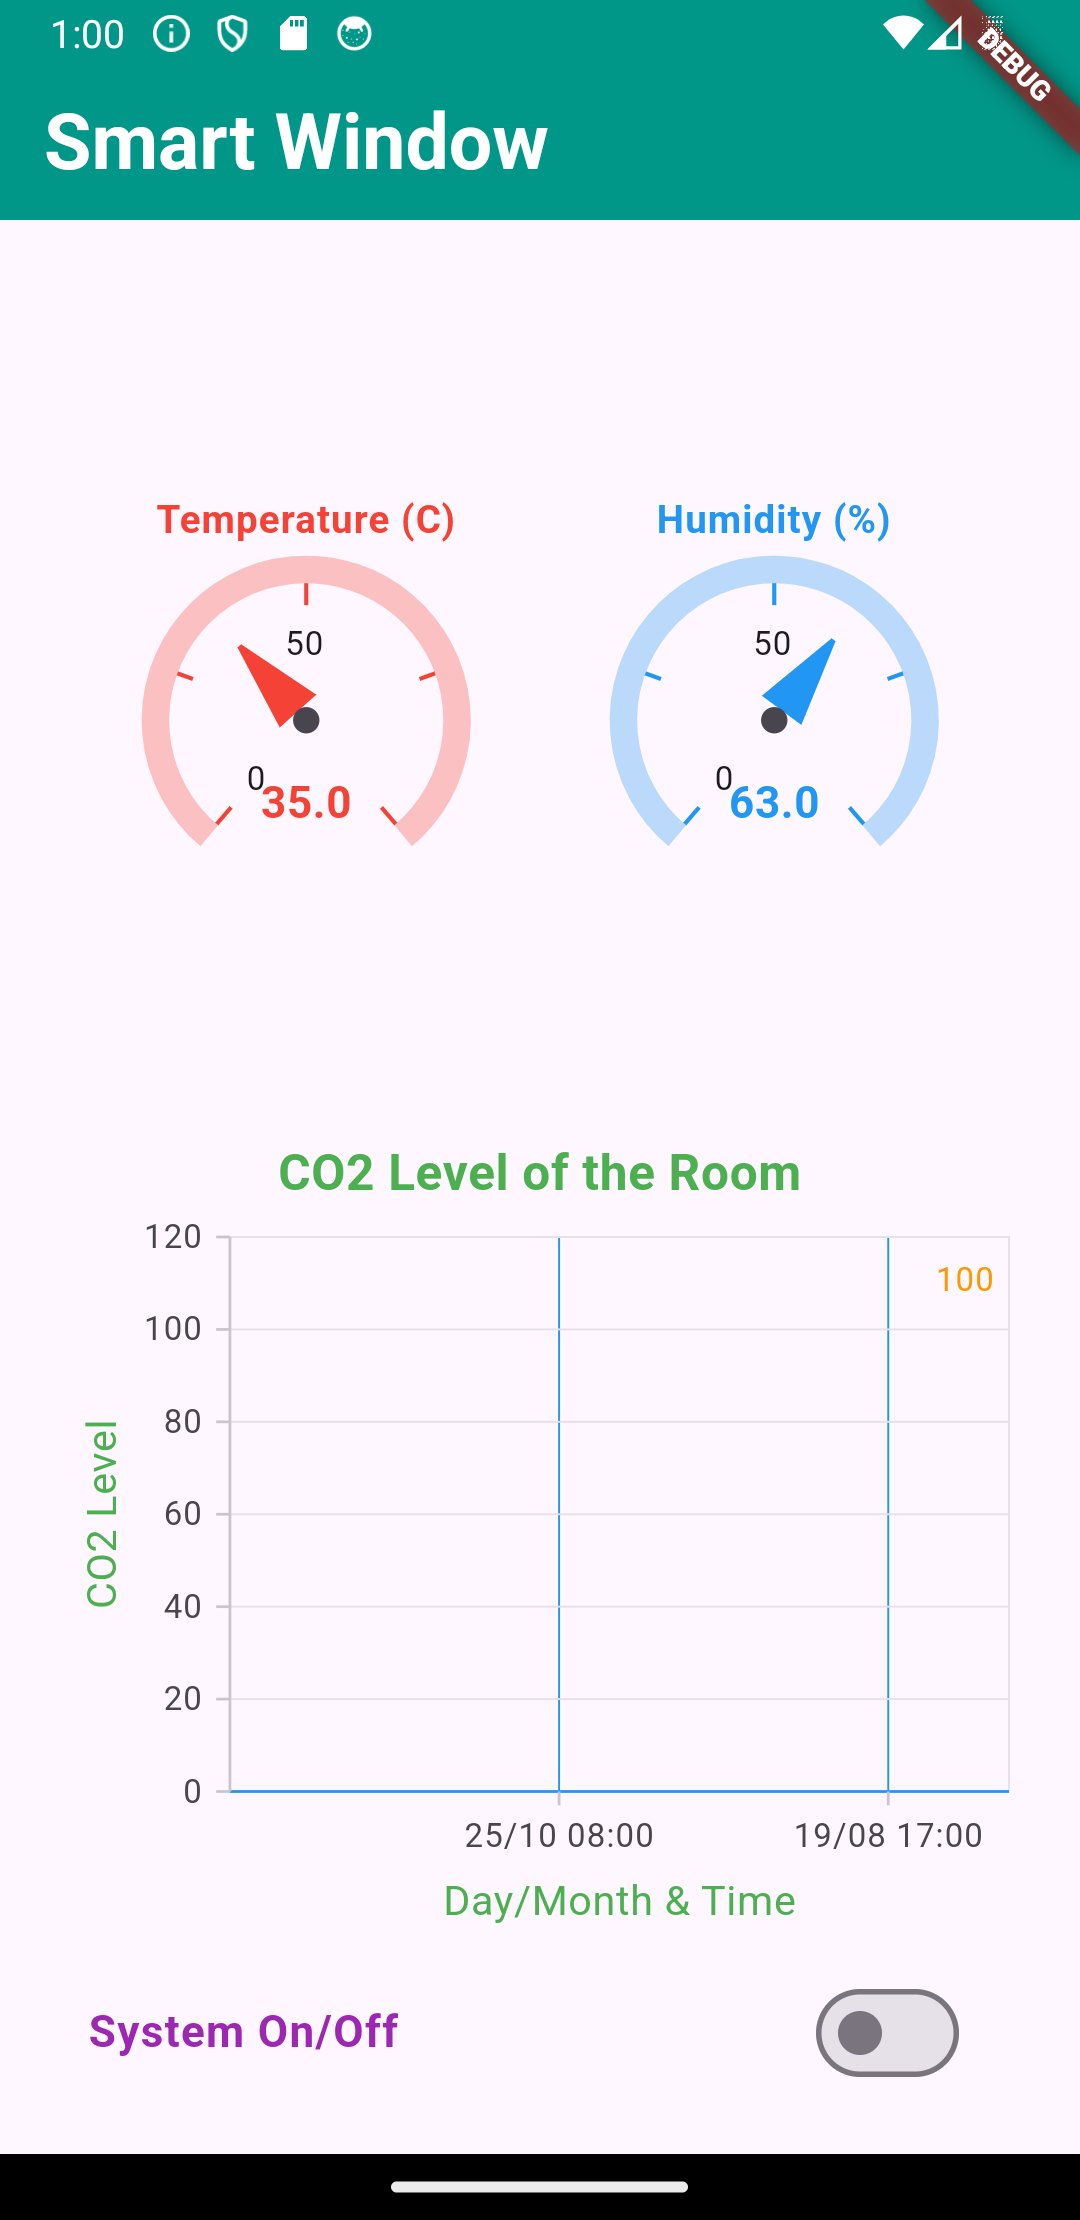 1:00
DEBUG
Smart Window
Temperature (C)
Humidity (%)
50
50
0
0
35.0
63.0
CO2 Level of the Room
120
100
100
80
60
40
20
0
CO2 Level
25/10 08:00
19/08 17:00
Day/Month & Time
System On/Off